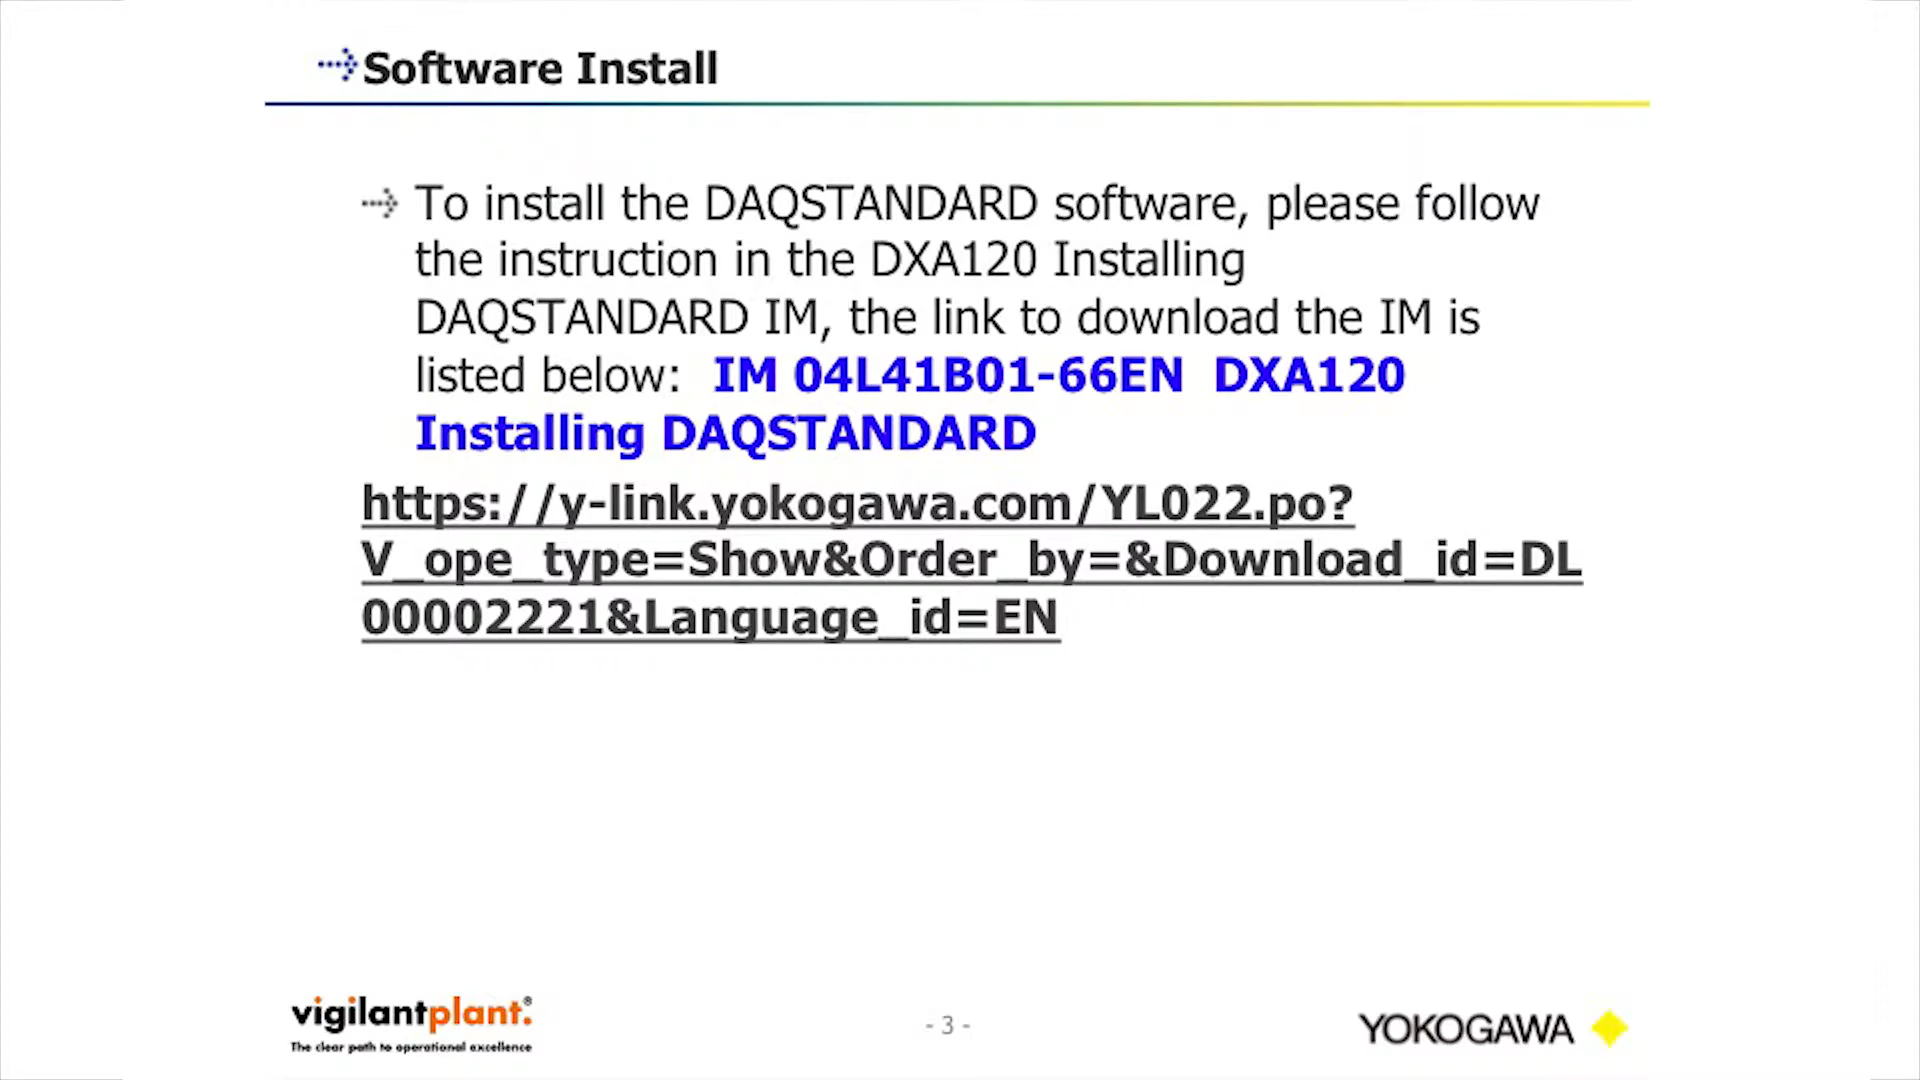 Software Install
To install the DAQSTANDARD software, please follow
the instruction in the DXA120 Installing
DAQSTANDARD IM, the link to download the IM is
listed below: IM 04L41B01-66EN DXA120
Installing DAQSTANDARD
https://y-link.yokogawa.com/YL022.po?
V_ope_type=Show&Order_by=&Download_id=DL
00002221&Language_id=EN
vigilantplant.®
The clear path to operational excellence
- 3 -
YOKOGAWA